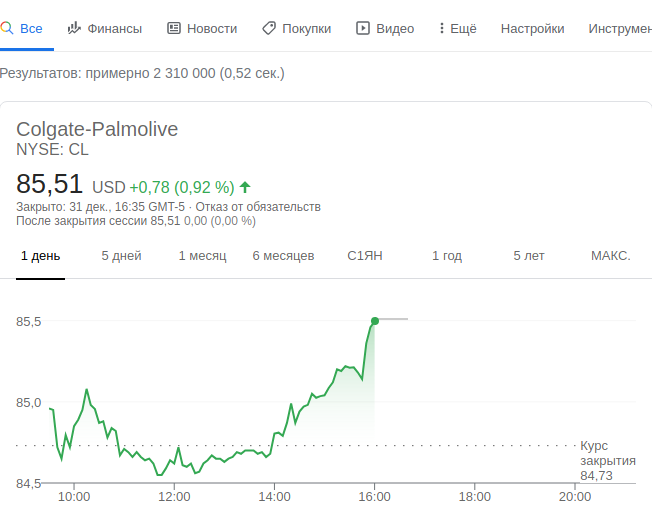 Все Финансы Новости Покупки Видео Ещё Настройки Инструмен
Результатов: примерно 2 310 000 (0,52 сек.)
Colgate-Palmolive
NYSE: CL
85,51 USD +0,78 (0,92 %)
Закрыто: 31 дек., 16:35 GMT-5 · Отказ от обязательств
После закрытия сессии 85,51 0,00 (0,00 %)
1 день 5 дней 1 месяц 6 месяцев С1ЯН 1 год 5 лет МАКС.
85,5
85,0
Курс
закрытия
84,73
84,5
10:00 12:00 14:00 16:00 18:00 20:00